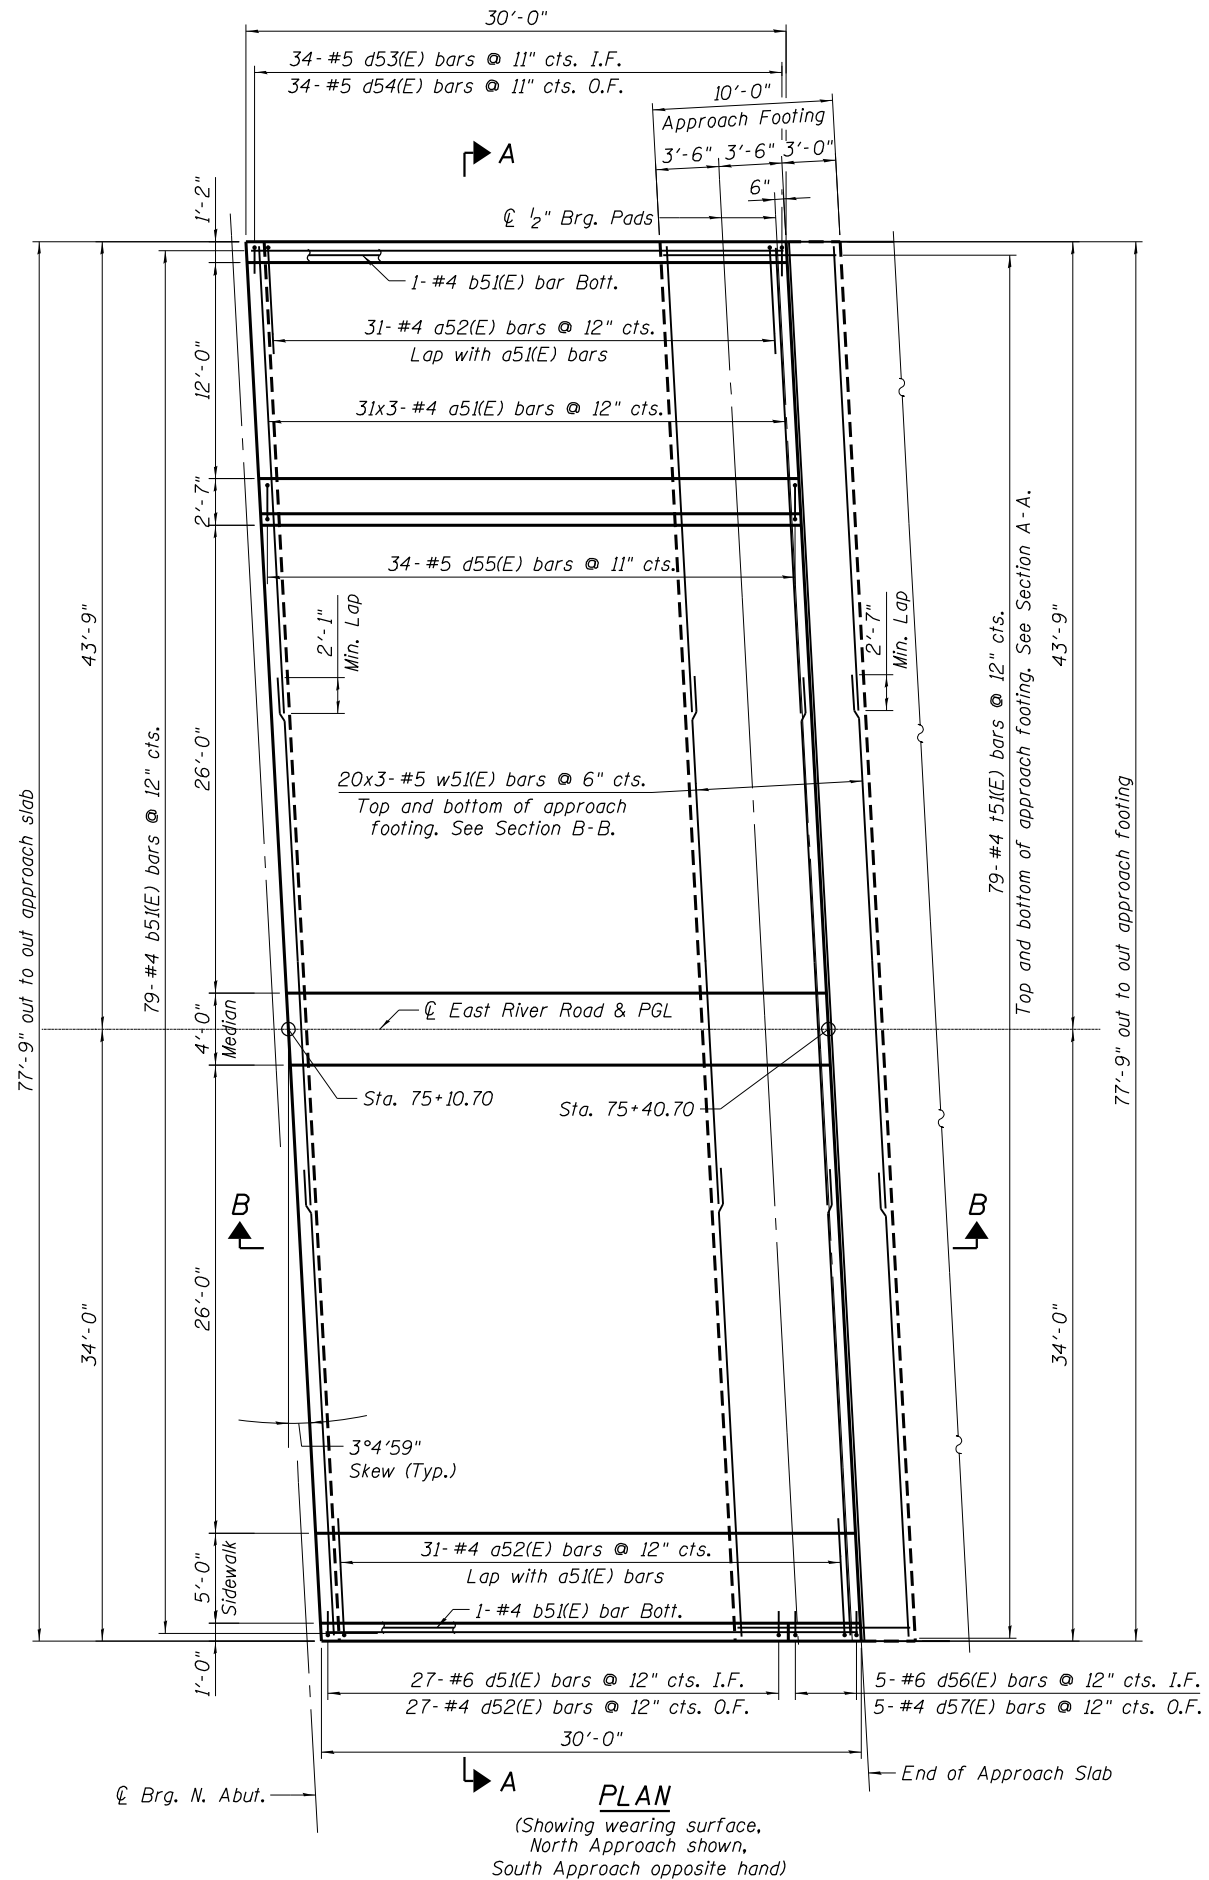 30'-0"
34- #5 d53(E) bars @ 11" cts. I.F.
34- #5 d54(E) bars @ 11" cts. O.F.
10'-0"
Approach Footing
3'-6" 3'-6" 3'-0"
A
6"
1'-2"
℄ 1/2" Brg. Pads
1- #4 b51(E) bar Bott.
31- #4 a52(E) bars @ 12" cts.
Lap with a51(E) bars
12'-0"
31x3- #4 a51(E) bars @ 12" cts.
2'-7"
34- #5 d55(E) bars @ 11" cts.
43'-9"
2'-1"
Min. Lap
2'-7"
Min. Lap
43'-9"
79- #4 b51(E) bars @ 12" cts.
26'-0"
20x3- #5 w51(E) bars @ 6" cts.
Top and bottom of approach
footing. See Section B-B.
79- #4 t51(E) bars @ 12" cts.
Top and bottom of approach footing. See Section A-A.
77'-9" out to out approach slab
77'-9" out to out approach footing
4'-0"
Median
℄ East River Road & PGL
Sta. 75+10.70
Sta. 75+40.70
B
B
26'-0"
34'-0"
34'-0"
3°4'59"
Skew (Typ.)
5'-0"
Sidewalk
31- #4 a52(E) bars @ 12" cts.
Lap with a51(E) bars
1- #4 b51(E) bar Bott.
1'-0"
27- #6 d51(E) bars @ 12" cts. I.F.
27- #4 d52(E) bars @ 12" cts. O.F.
5- #6 d56(E) bars @ 12" cts. I.F.
5- #4 d57(E) bars @ 12" cts. O.F.
30'-0"
A
℄ Brg. N. Abut.
End of Approach Slab
PLAN
(Showing wearing surface,
North Approach shown,
South Approach opposite hand)